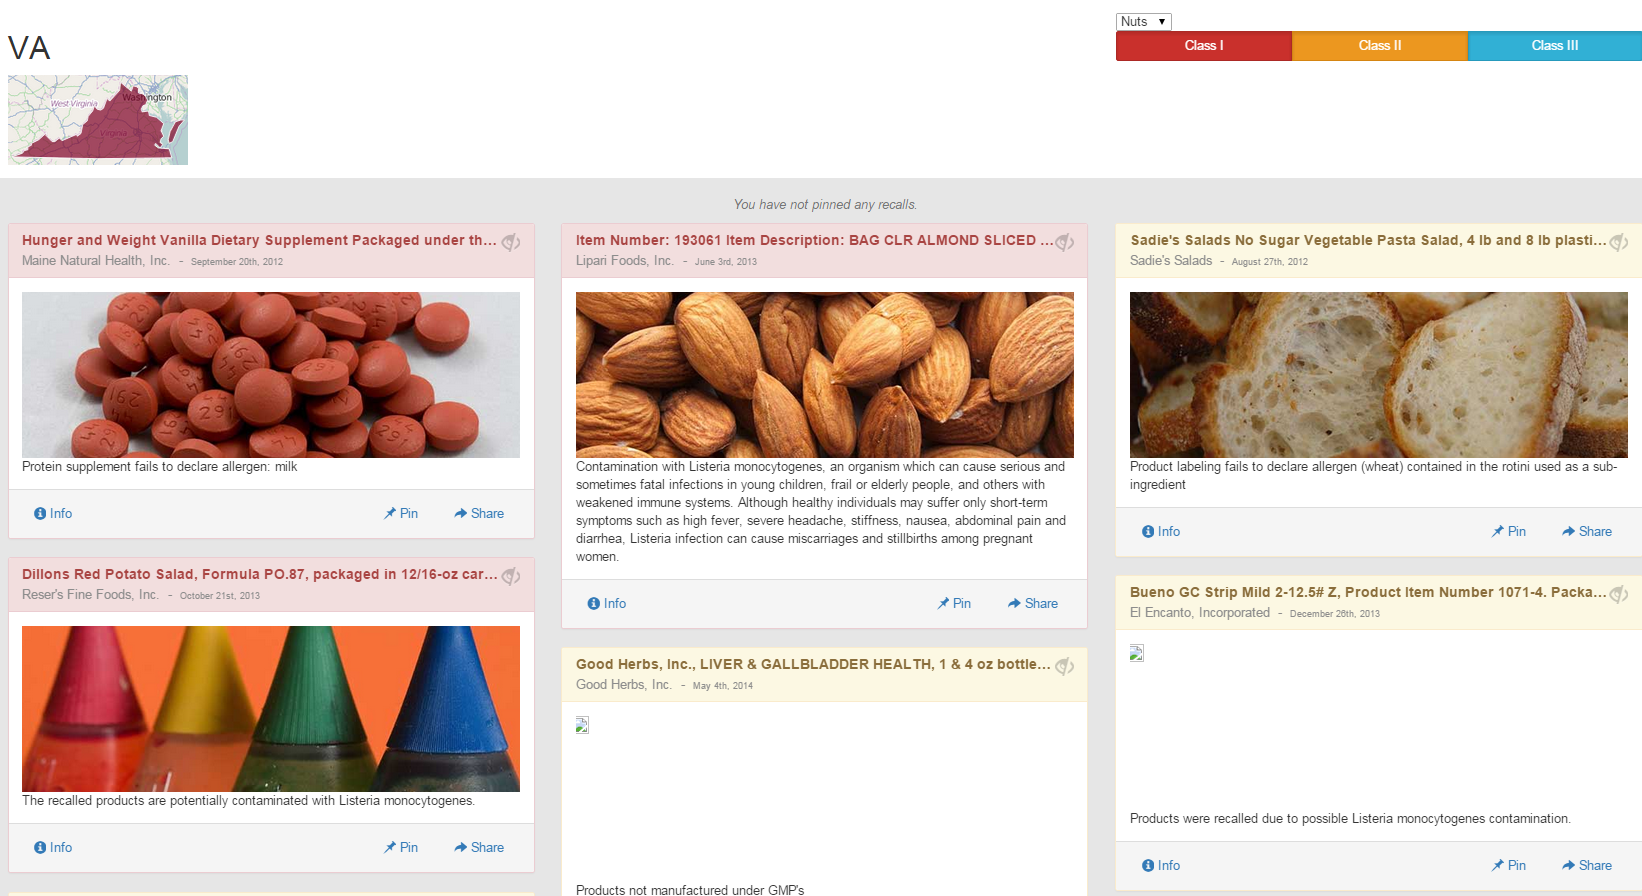 VA
Nuts
Class I
Class II
Class III
West Virginia
Washington
Virginia
You have not pinned any recalls.
Hunger and Weight Vanilla Dietary Supplement Packaged under th...
Maine Natural Health, Inc. - September 20th, 2012
44
291
Protein supplement fails to declare allergen: milk
Info
Pin
Share
Dillons Red Potato Salad, Formula PO.87, packaged in 12/16-oz car...
Reser's Fine Foods, Inc. - October 21st, 2013
The recalled products are potentially contaminated with Listeria monocytogenes.
Info
Pin
Share
Item Number: 193061 Item Description: BAG CLR ALMOND SLICED ...
Lipari Foods, Inc. - June 3rd, 2013
Contamination with Listeria monocytogenes, an organism which can cause serious and
sometimes fatal infections in young children, frail or elderly people, and others with
weakened immune systems. Although healthy individuals may suffer only short-term
symptoms such as high fever, severe headache, stiffness, nausea, abdominal pain and
diarrhea, Listeria infection can cause miscarriages and stillbirths among pregnant
women.
Info
Pin
Share
Good Herbs, Inc., LIVER & GALLBLADDER HEALTH, 1 & 4 oz bottle...
Good Herbs, Inc. - May 4th, 2014
Products not manufactured under GMP's
Sadie's Salads No Sugar Vegetable Pasta Salad, 4 lb and 8 lb plasti...
Sadie's Salads - August 27th, 2012
Product labeling fails to declare allergen (wheat) contained in the rotini used as a sub-
ingredient
Info
Pin
Share
Bueno GC Strip Mild 2-12.5# Z, Product Item Number 1071-4. Packa...
El Encanto, Incorporated - December 26th, 2013
Products were recalled due to possible Listeria monocytogenes contamination.
Info
Pin
Share